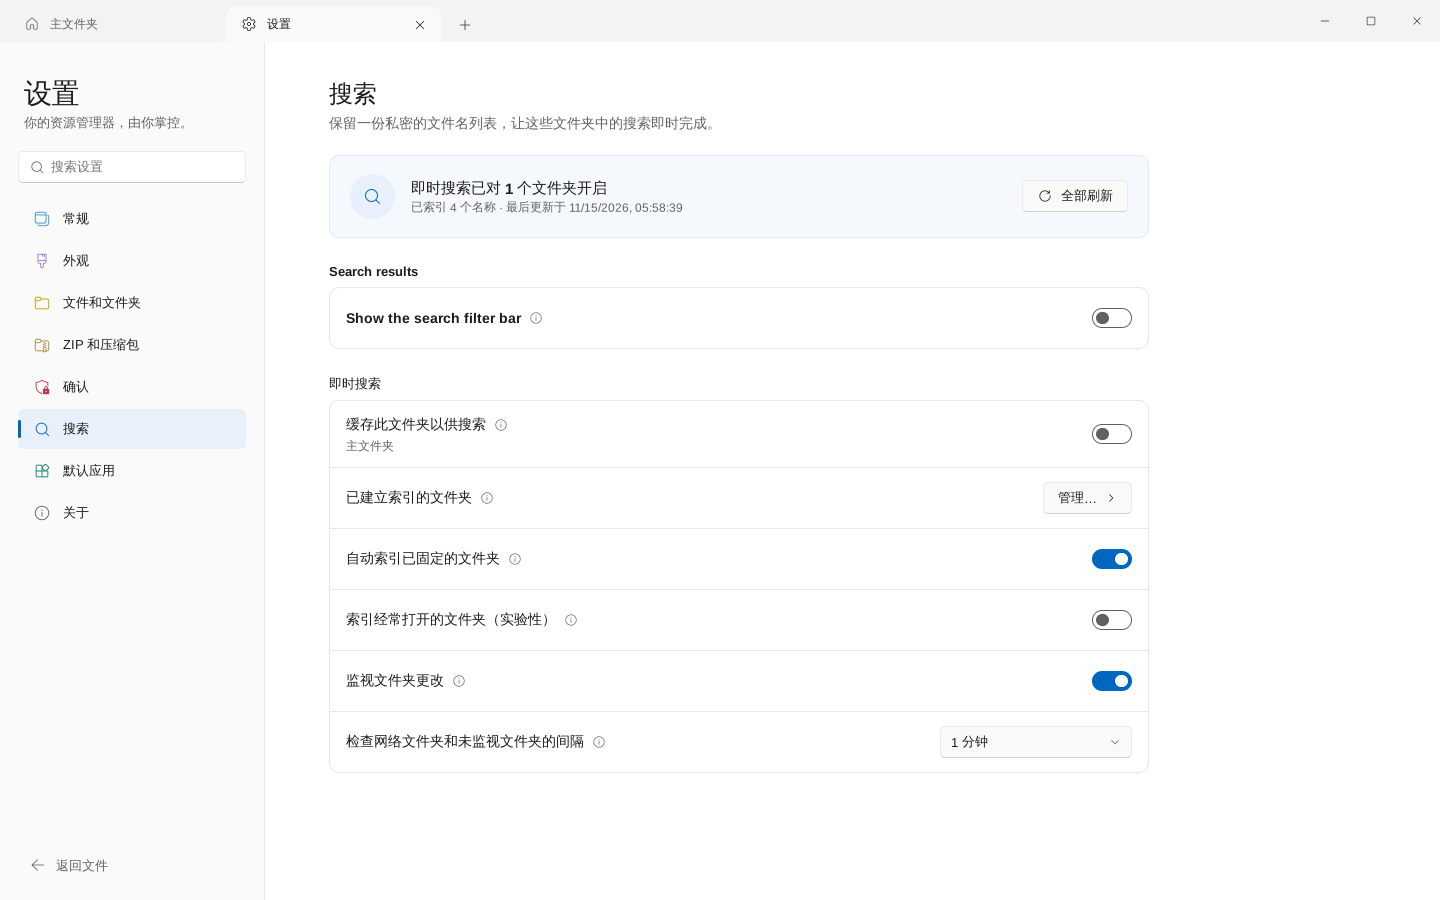 主文件夹
设置
设置
你的资源管理器，由你掌控。
搜索设置
常规
外观
文件和文件夹
ZIP 和压缩包
确认
搜索
默认应用
关于
返回文件
搜索
保留一份私密的文件名列表，让这些文件夹中的搜索即时完成。
即时搜索已对 1 个文件夹开启
已索引 4 个名称 · 最后更新于 11/15/2026, 05:58:39
全部刷新
Search results
Show the search filter bar
即时搜索
缓存此文件夹以供搜索
主文件夹
已建立索引的文件夹
管理...
自动索引已固定的文件夹
索引经常打开的文件夹（实验性）
监视文件夹更改
检查网络文件夹和未监视文件夹的间隔
1 分钟